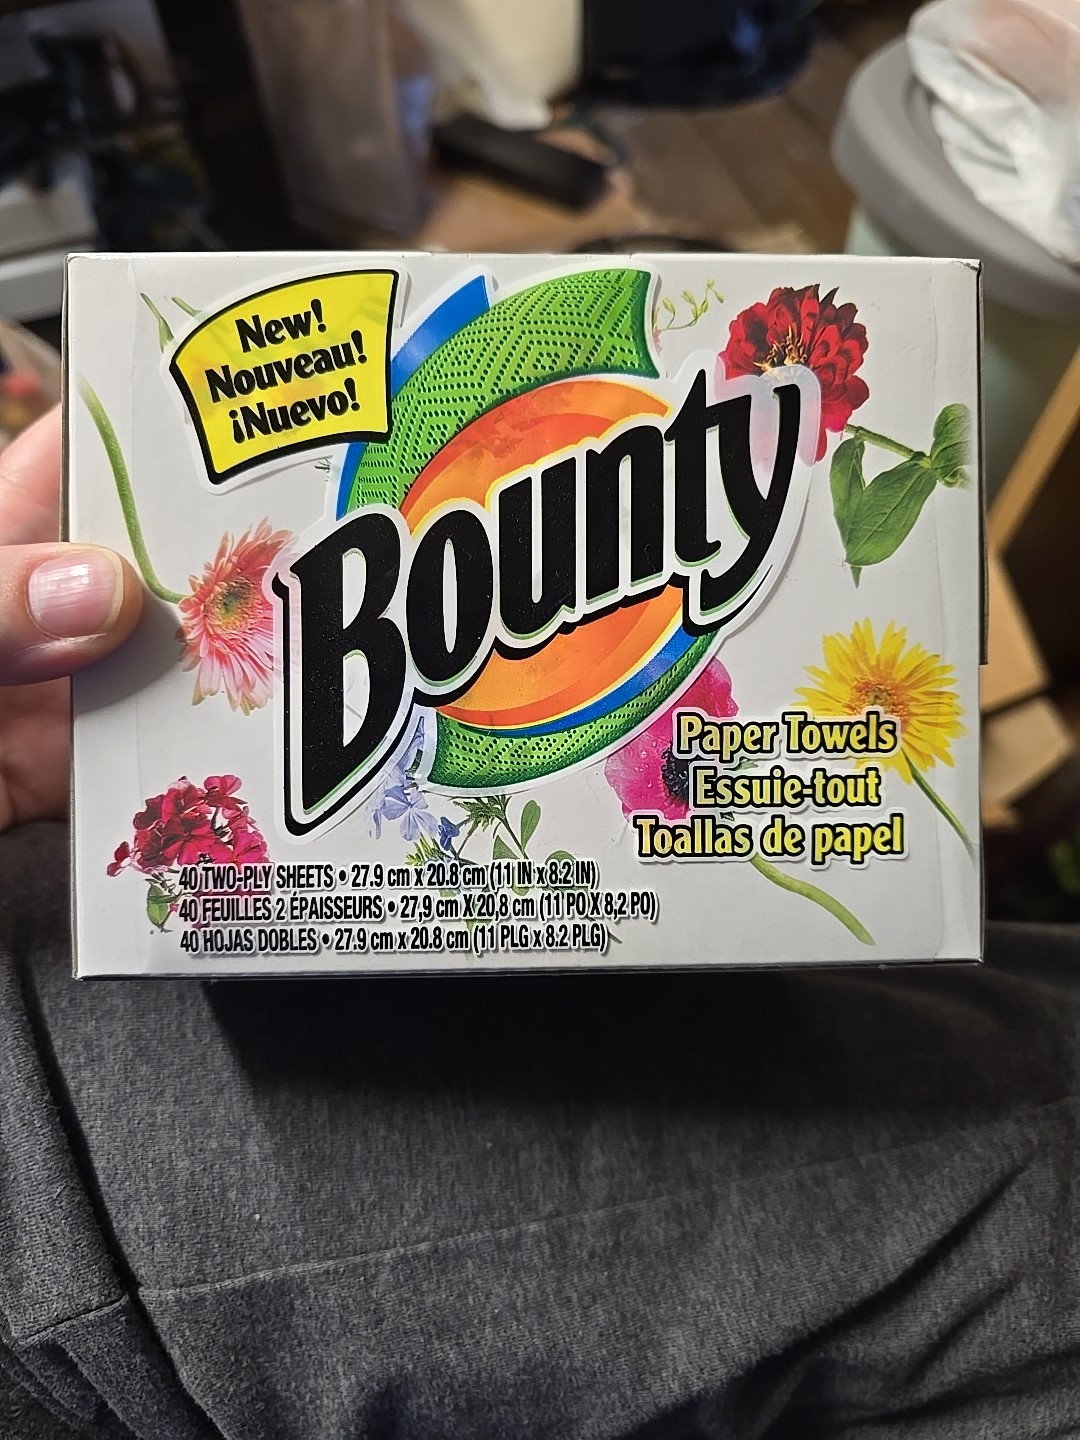 New!
Nouveau!
¡Nuevo!
Bounty
Paper Towels
Essuie-tout
Toallas de papel
40 TWO-PLY SHEETS • 27.9 cm x 20.8 cm (11 IN x 8.2 IN)
40 FEUILLES 2 ÉPAISSEURS • 27,9 cm X 20,8 cm (11 PO X 8,2 PO)
40 HOJAS DOBLES • 27.9 cm x 20.8 cm (11 PLG x 8.2 PLG)